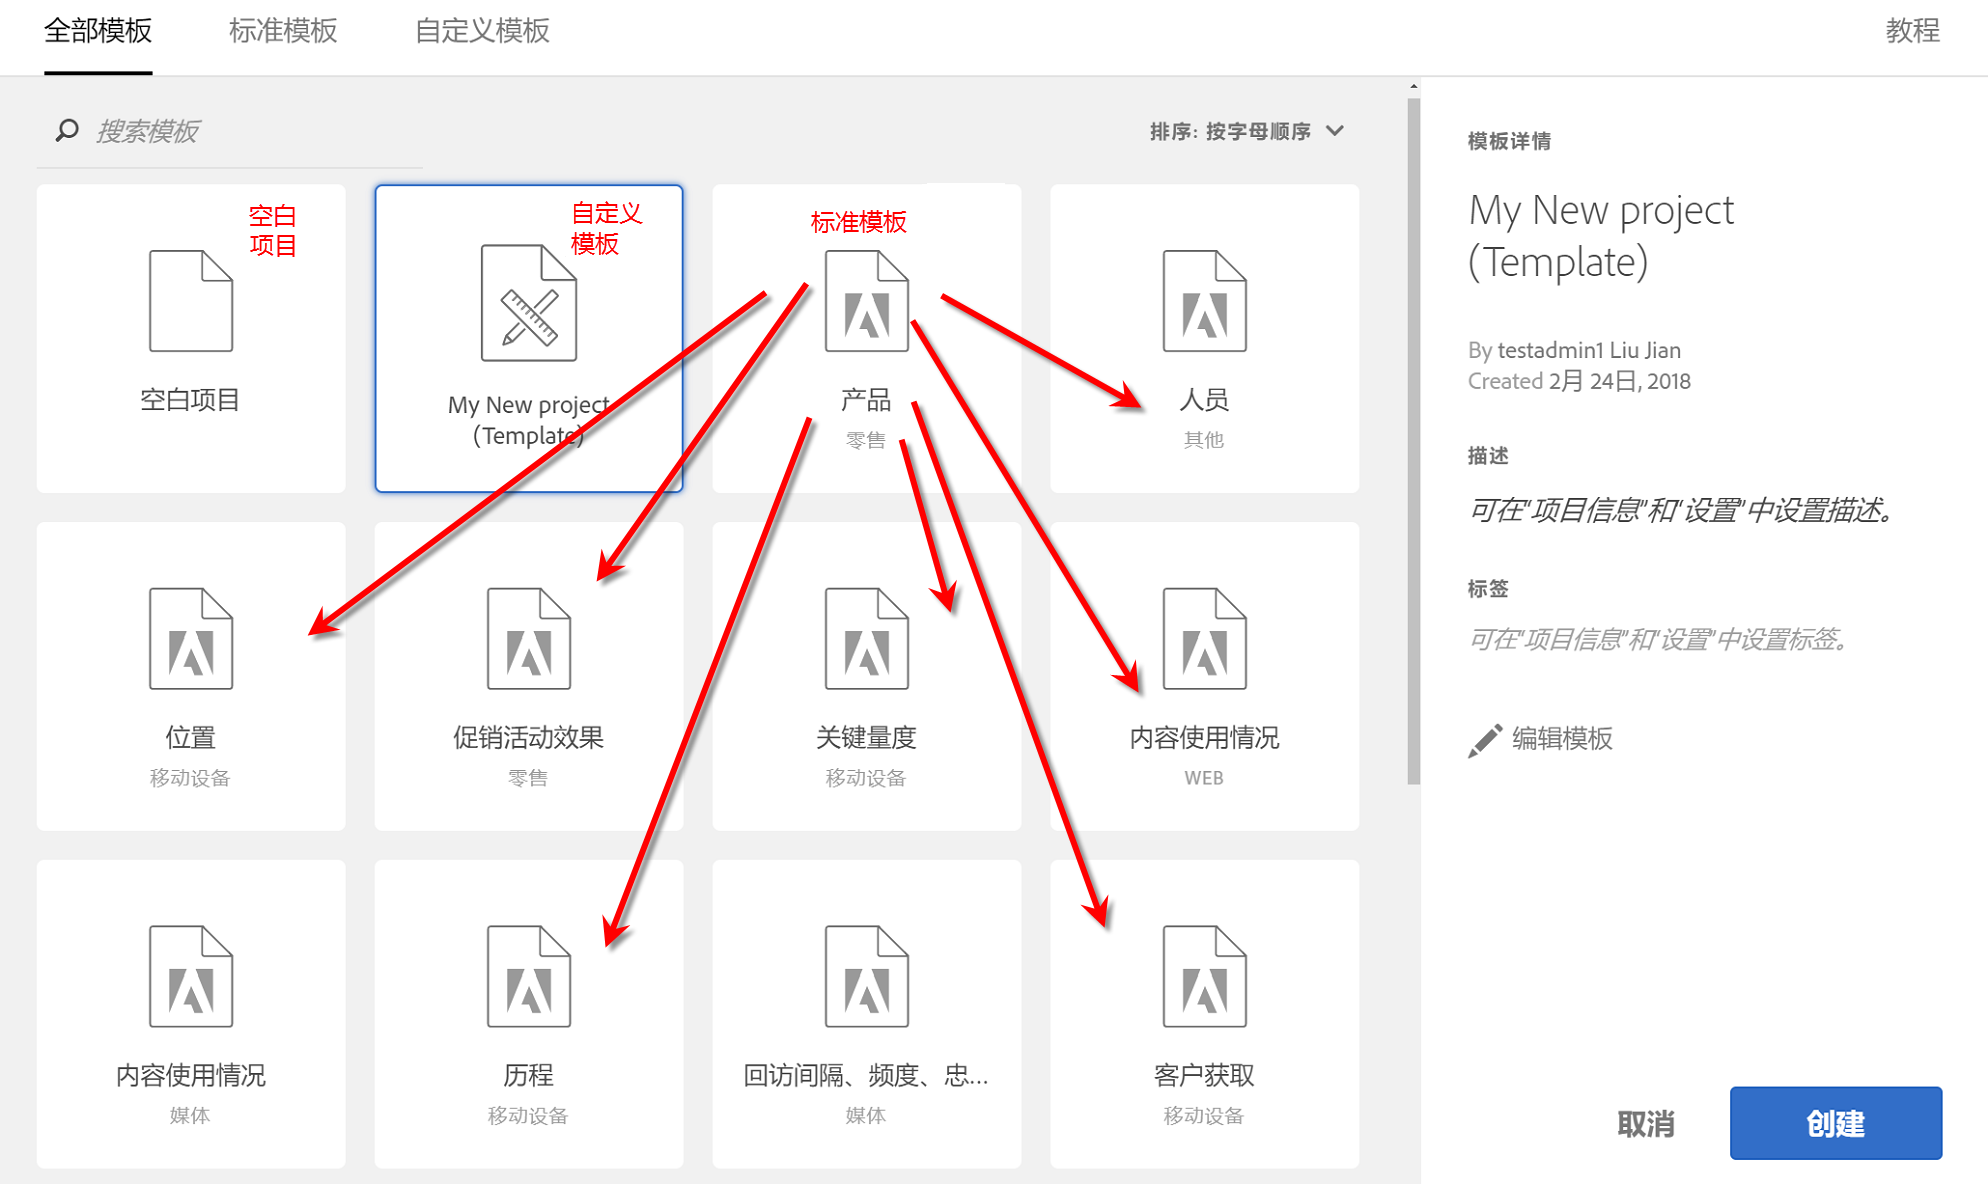 全部模板
标准模板
自定义模板
教程
搜索模板
排序: 按字母顺序
空白
项目
空白项目
自定义
模板
My New project
(Template)
标准模板
产品
零售
人员
其他
位置
移动设备
促销活动效果
零售
关键量度
移动设备
内容使用情况
WEB
内容使用情况
媒体
历程
移动设备
回访间隔、频度、忠...
媒体
客户获取
移动设备
模板详情
My New project
(Template)
By testadmin1 Liu Jian
Created 2月 24日, 2018
描述
可在“项目信息”和“设置”中设置描述。
标签
可在“项目信息”和“设置”中设置标签。
编辑模板
取消
创建